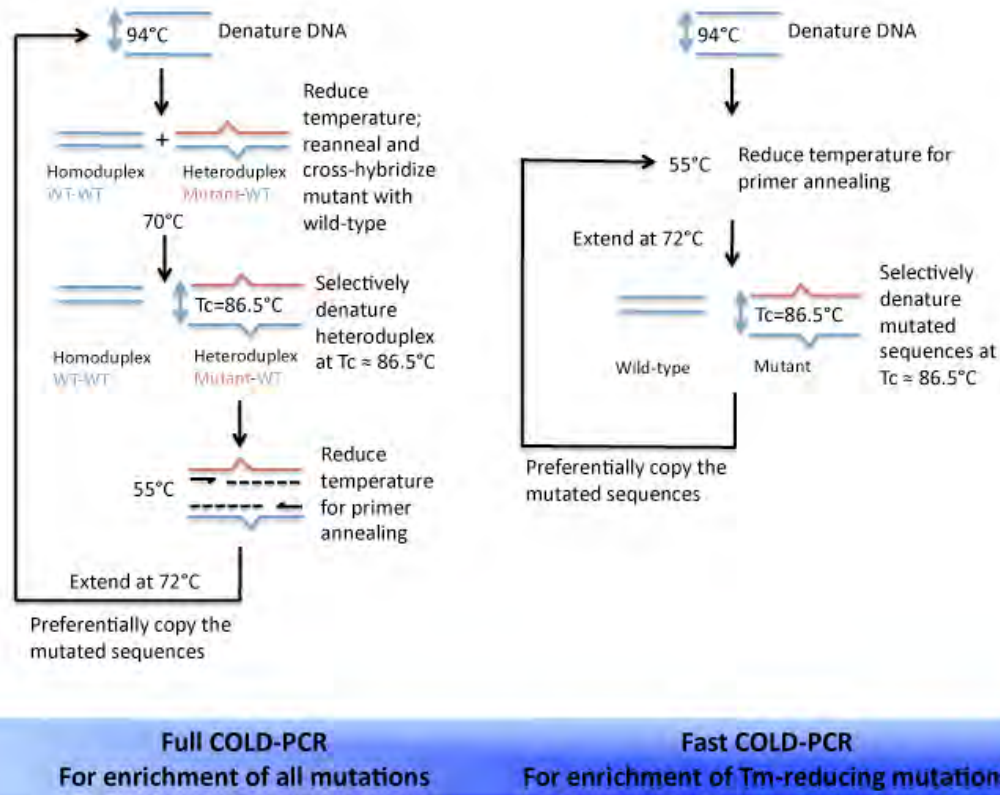 94°C
Denature DNA
Reduce
temperature;
reanneal and
cross-hybridize
mutant with
wild-type
+
Homoduplex
WT-WT
Heteroduplex
Mutant-WT
70°C
Tc=86.5°C
Selectively
denature
heteroduplex
at Tc ≈ 86.5°C
Homoduplex
WT-WT
Heteroduplex
Mutant-WT
55°C
Reduce
temperature
for primer
annealing
Extend at 72°C
Preferentially copy the
mutated sequences
Full COLD-PCR
For enrichment of all mutations
94°C
Denature DNA
55°C
Reduce temperature for
primer annealing
Extend at 72°C
Tc=86.5°C
Selectively
denature
mutated
sequences at
Tc ≈ 86.5°C
Wild-type
Mutant
Preferentially copy the
mutated sequences
Fast COLD-PCR
For enrichment of Tm-reducing mutation